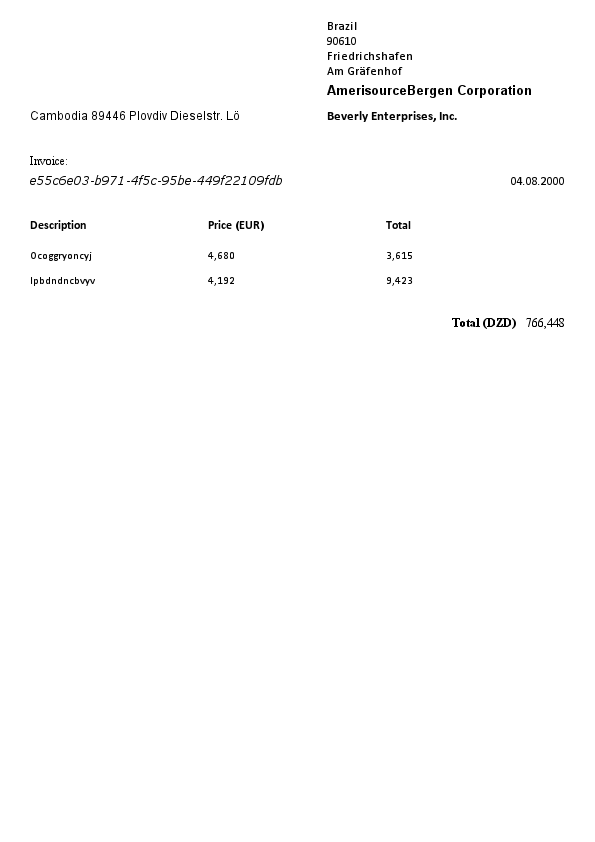 Brazil
90610
Friedrichshafen
Am Gräfenhof
AmerisourceBergen Corporation
Cambodia 89446 Plovdiv Dieselstr. Lö
Beverly Enterprises, Inc.
Invoice:
e55c6e03-b971-4f5c-95be-449f22109fdb
04.08.2000
Description Price (EUR) Total
Ocoggryoncyj 4,680 3,615
Ipbdndncbvyv 4,192 9,423
Total (DZD) 766,448